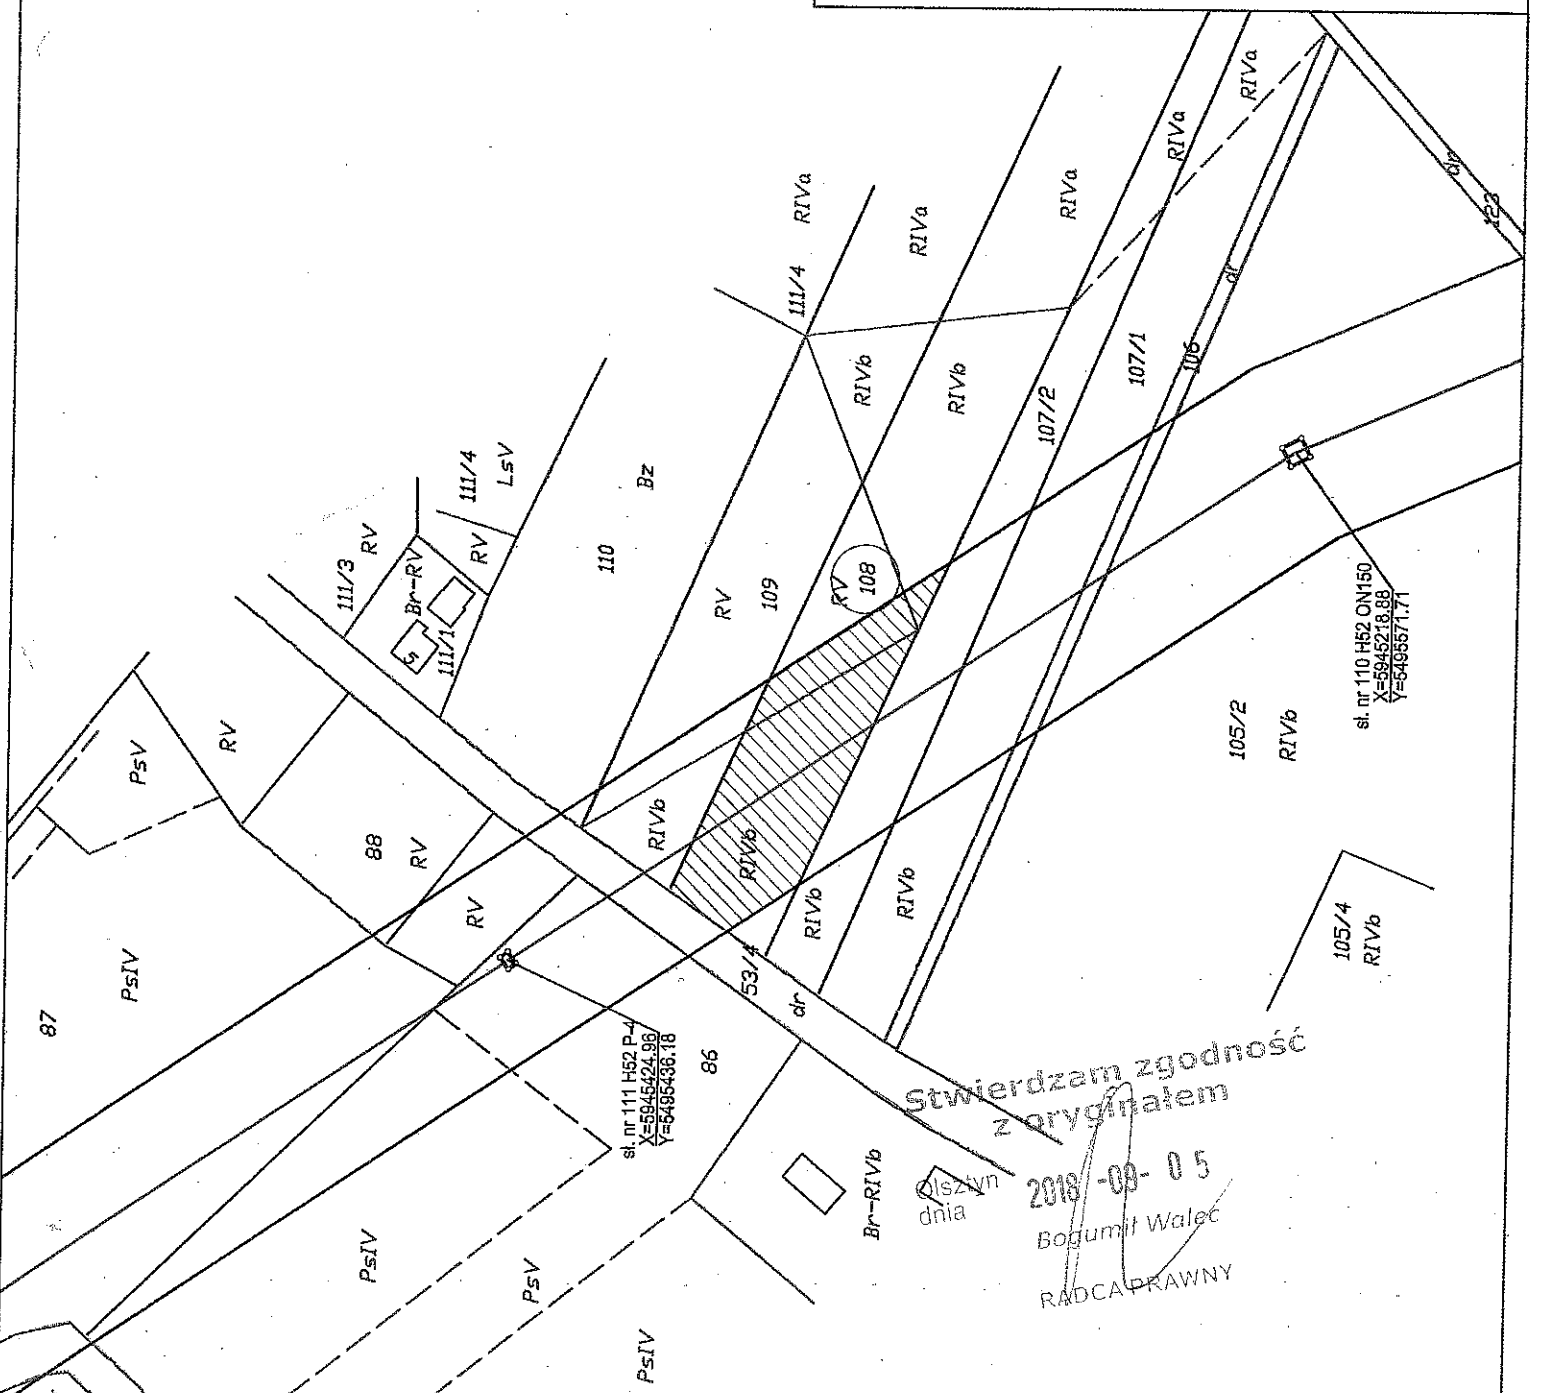 RIVa
RIVa
dr
122
RIVa
RIVa
RIVa
111/4
dr
107/1
106
RIVb
RIVb
107/2
111/4
LsV
Bz
RV
111/3
RV
Br-RV
110
RV
109
RV
108
111/1
sł. nr 110 H52 ON150
X=5945218.88
Y=5495571.71
105/2
RIVb
PsV
RV
88
RV
RIVb
RIVb
RV
RIVb
RIVb
105/4
RIVb
PsIV
87
53/4
dr
86
sł. nr 111 H52 P-4
X=5945424.96
Y=5495436.18
Stwierdzam zgodność
z oryginałem
Br-RIVb
Olsztyn
dnia
2018 -09- 05
Bogumił Walec
RADCA PRAWNY
PsIV
PsV
PsIV